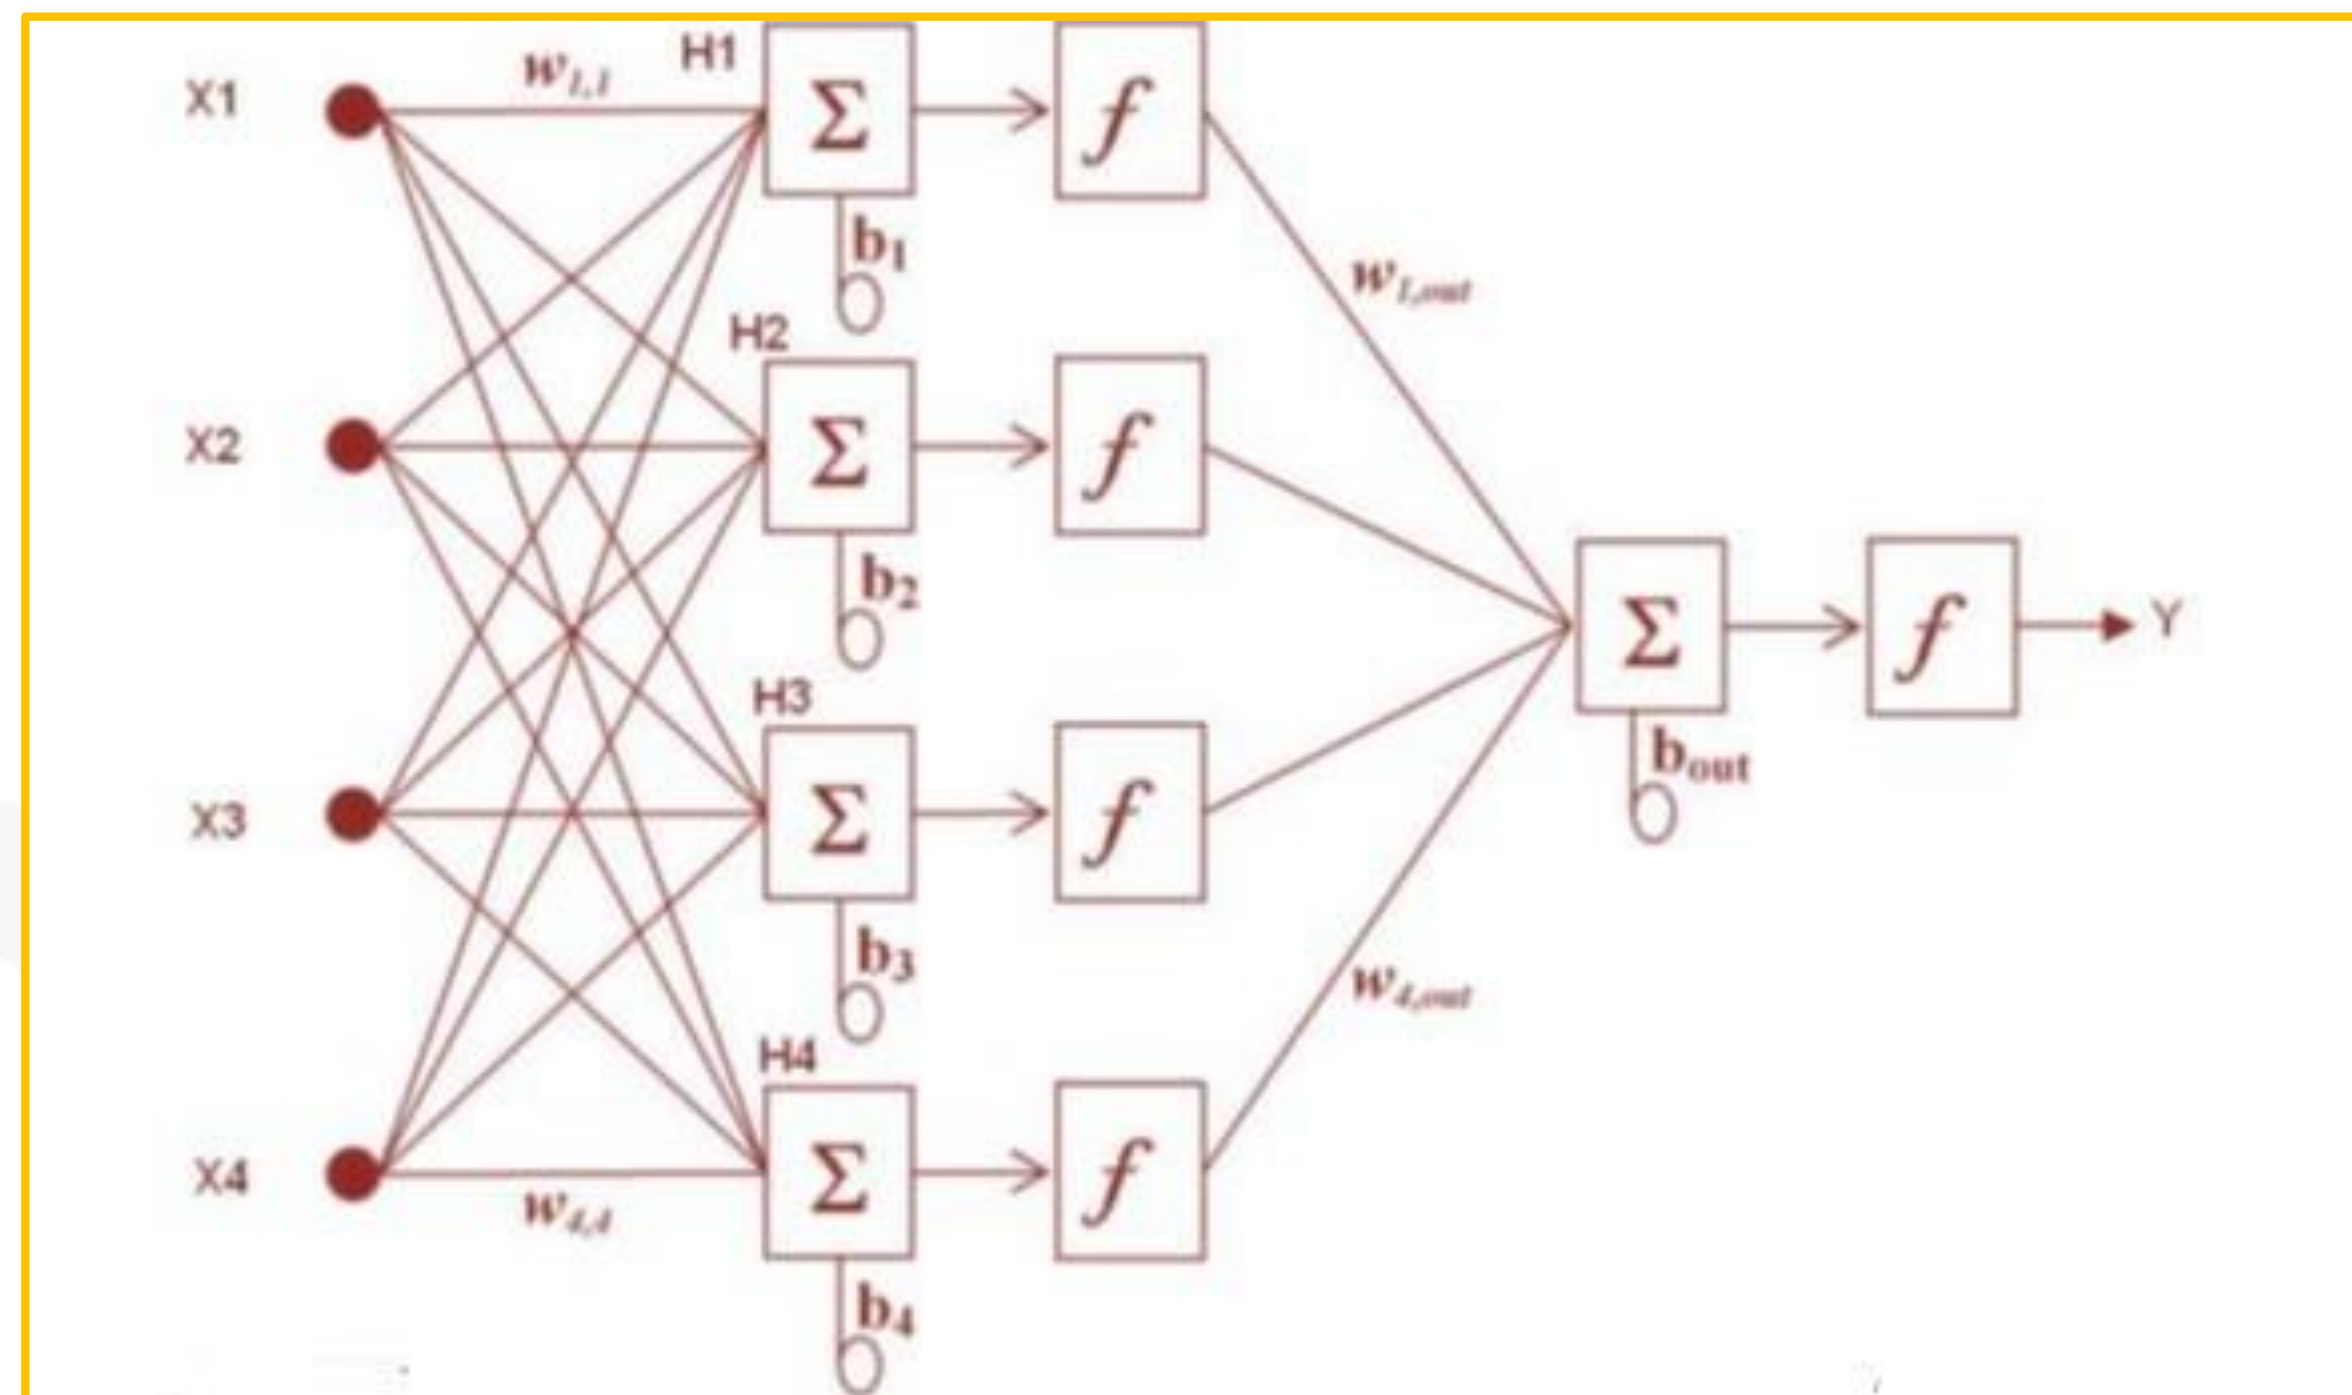 X1
w1,1
H1
Σ
f
b1
w1,out
H2
X2
Σ
f
b2
Σ
f
Y
H3
bout
X3
Σ
f
b3
w4,out
H4
X4
w4,4
Σ
f
b4